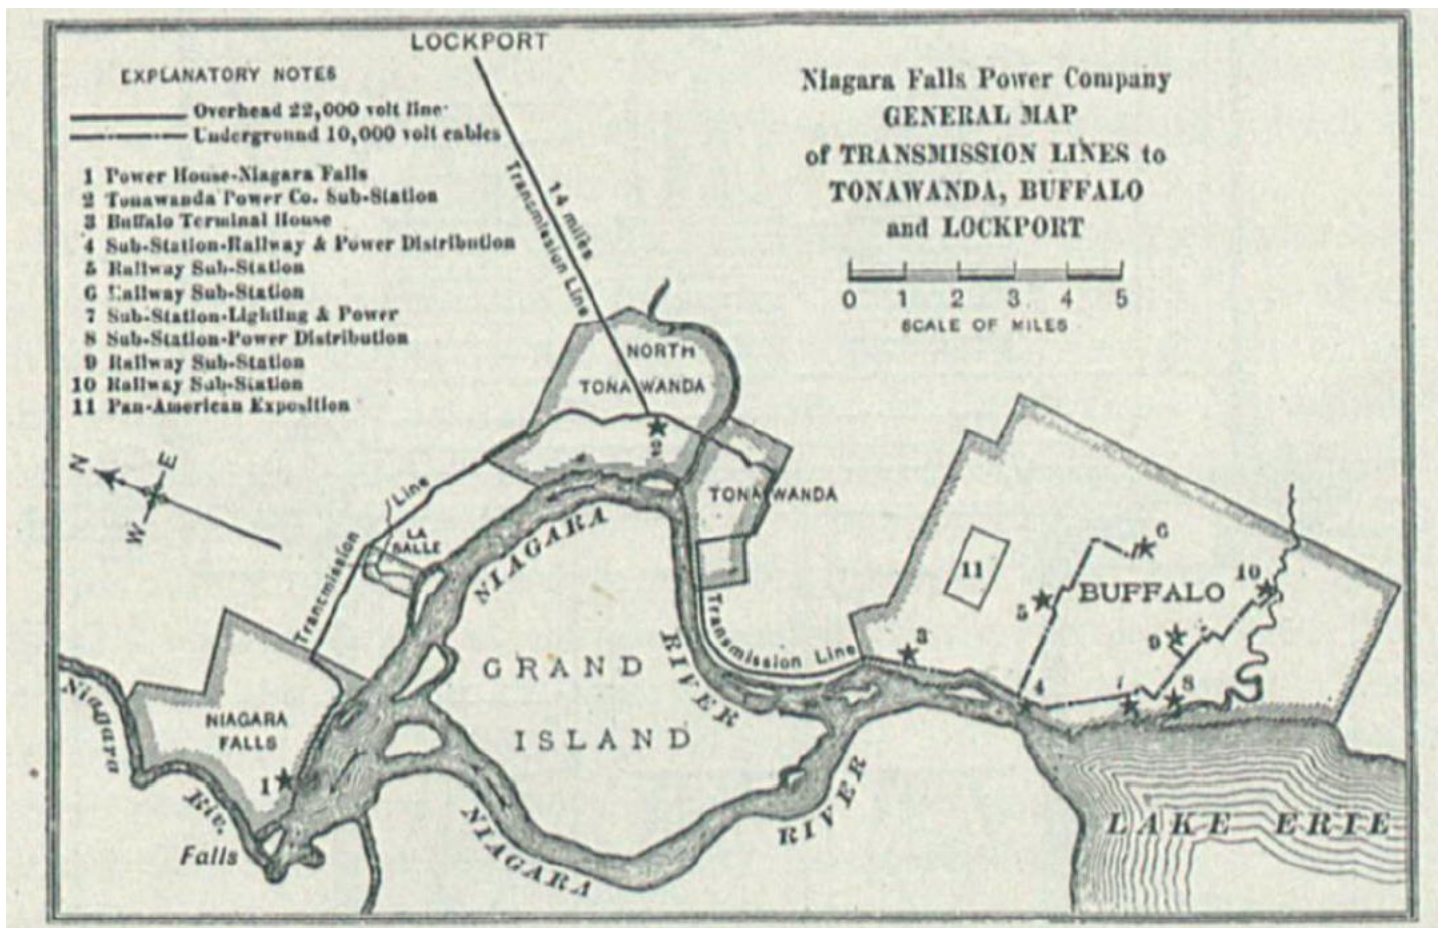 LOCKPORT
EXPLANATORY NOTES
Overhead 22,000 volt line
Underground 10,000 volt cables
1 Power House-Niagara Falls
2 Tonawanda Power Co. Sub-Station
3 Buffalo Terminal House
4 Sub-Station-Railway & Power Distribution
5 Railway Sub-Station
6 Railway Sub-Station
7 Sub-Station-Lighting & Power
8 Sub-Station-Power Distribution
9 Railway Sub-Station
10 Railway Sub-Station
11 Pan-American Exposition
Niagara Falls Power Company
GENERAL MAP
of TRANSMISSION LINES to
TONAWANDA, BUFFALO
and LOCKPORT
0 1 2 3 4 5
SCALE OF MILES
14 miles
Transmission Line
NORTH
TONAWANDA
2
N
E
W
TONAWANDA
Transmission Line
LA
SALLE
NIAGARA
RIVER
GRAND
ISLAND
Transmission Line
11
6
5
BUFFALO
10
9
3
4
7
8
Niagara
Riv.
NIAGARA
FALLS
1
Falls
NIAGARA
RIVER
LAKE ERIE